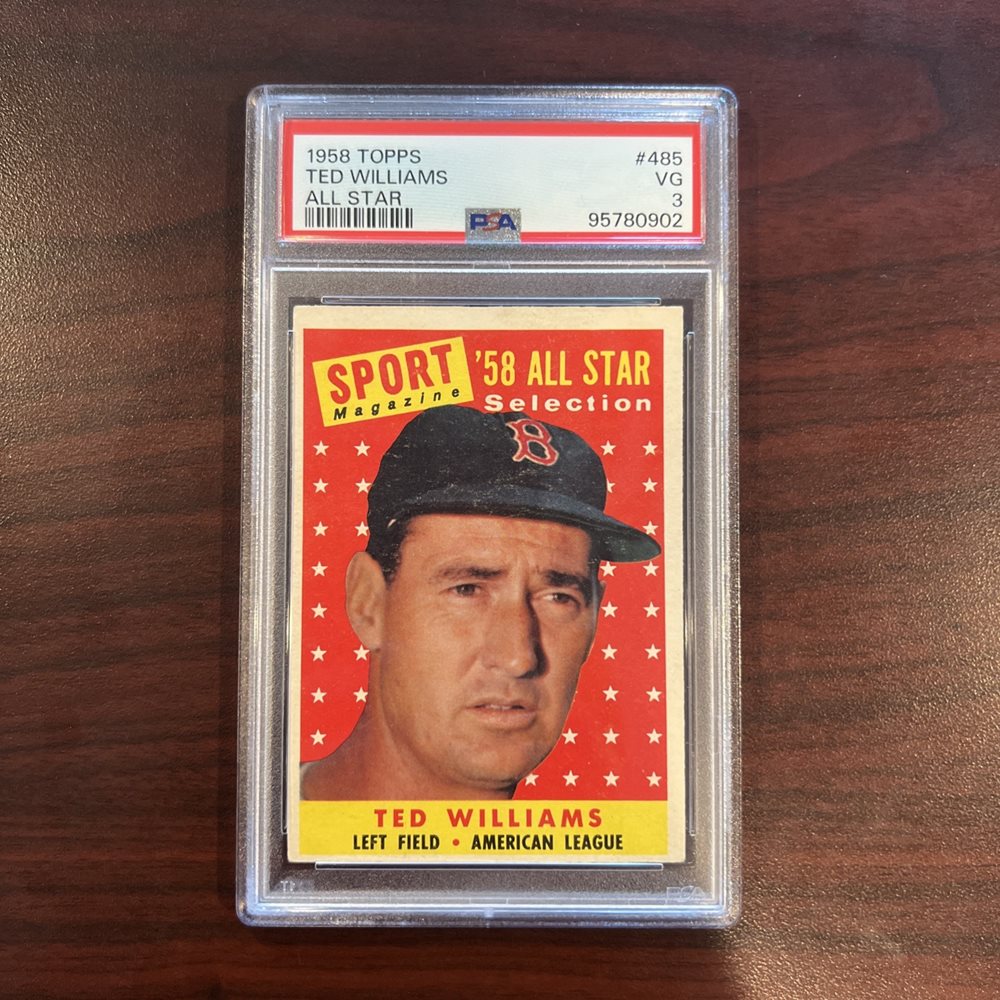 1958 TOPPS #485
TED WILLIAMS VG
ALL STAR 3
PSA 95780902
SPORT '58 ALL STAR
Magazine Selection
B
TED WILLIAMS
LEFT FIELD • AMERICAN LEAGUE